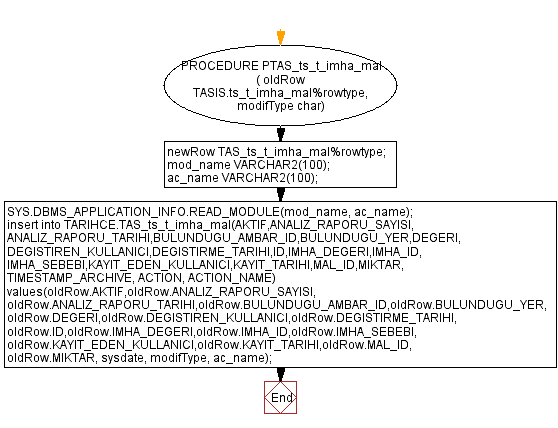 PROCEDURE PTAS_ts_t_imha_mal
( oldRow
TASIS.ts_t_imha_mal%rowtype,
modifType char)
newRow TAS_ts_t_imha_mal%rowtype;
mod_name VARCHAR2(100);
ac_name VARCHAR2(100);
SYS.DBMS_APPLICATION_INFO.READ_MODULE(mod_name, ac_name);
insert into TARIHCE.TAS_ts_t_imha_mal(AKTIF,ANALIZ_RAPORU_SAYISI,
ANALIZ_RAPORU_TARIHI,BULUNDUGU_AMBAR_ID,BULUNDUGU_YER,DEGERI,
DEGISTIREN_KULLANICI,DEGISTIRME_TARIHI,ID,IMHA_DEGERI,IMHA_ID,
IMHA_SEBEBI,KAYIT_EDEN_KULLANICI,KAYIT_TARIHI,MAL_ID,MIKTAR,
TIMESTAMP_ARCHIVE, ACTION, ACTION_NAME)
values(oldRow.AKTIF,oldRow.ANALIZ_RAPORU_SAYISI,
oldRow.ANALIZ_RAPORU_TARIHI,oldRow.BULUNDUGU_AMBAR_ID,oldRow.BULUNDUGU_YER,
oldRow.DEGERI,oldRow.DEGISTIREN_KULLANICI,oldRow.DEGISTIRME_TARIHI,
oldRow.ID,oldRow.IMHA_DEGERI,oldRow.IMHA_ID,oldRow.IMHA_SEBEBI,
oldRow.KAYIT_EDEN_KULLANICI,oldRow.KAYIT_TARIHI,oldRow.MAL_ID,
oldRow.MIKTAR, sysdate, modifType, ac_name);
End